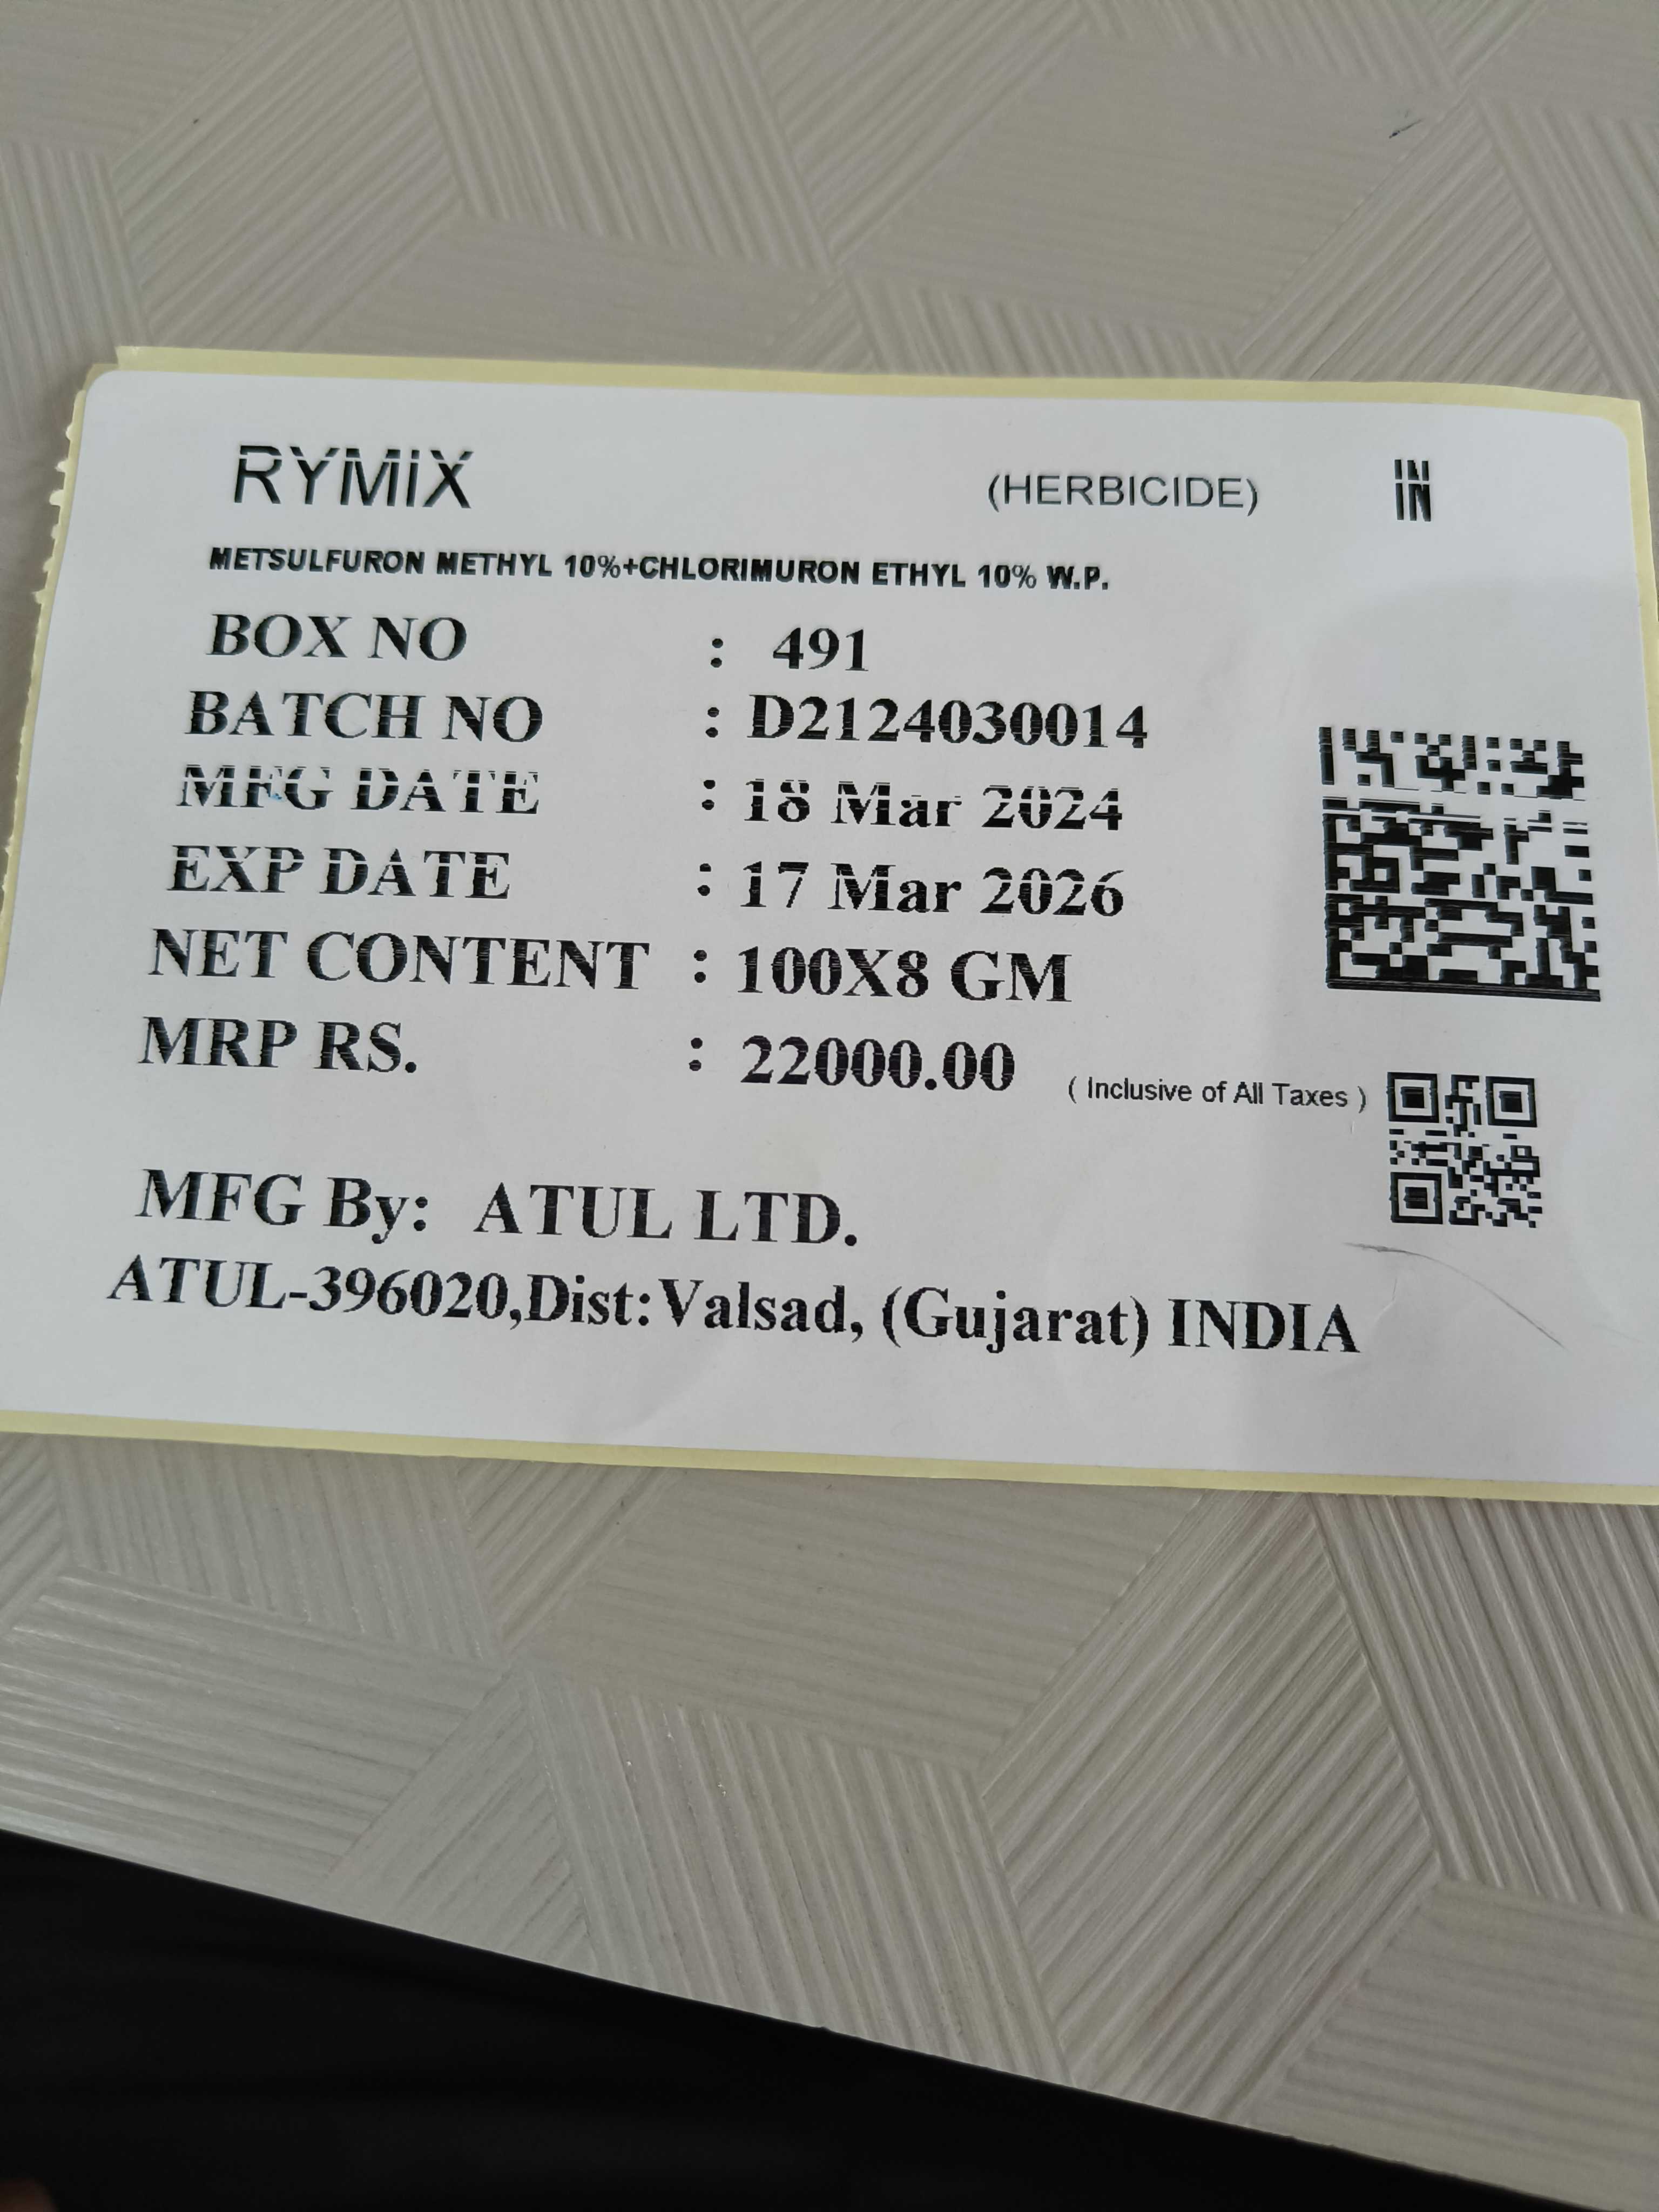 RYMIX (HERBICIDE) IN
IN
METSULFURON METHYL 10%+CHLORIMURON ETHYL 10% W.P.
BOX NO : 491
BATCH NO : D2124030014
MFG DATE : 18 Mar 2024
EXP DATE : 17 Mar 2026
NET CONTENT : 100X8 GM
MRP RS. : 22000.00 ( Inclusive of All Taxes )
MFG By: ATUL LTD.
ATUL-396020,Dist:Valsad, (Gujarat) INDIA